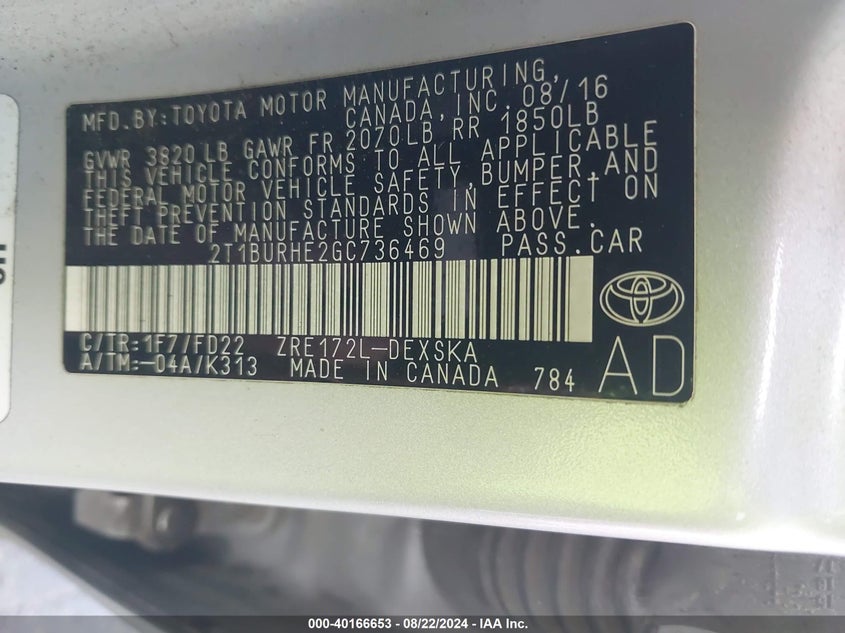 MFD.BY:TOYOTA MOTOR MANUFACTURING,
CANADA, INC. 08/16
GVWR 3820 LB GAWR FR 2070LB RR 1850LB
THIS VEHICLE CONFORMS TO ALL APPLICABLE
FEDERAL MOTOR VEHICLE SAFETY, BUMPER, AND
THEFT PREVENTION STANDARDS IN EFFECT ON
THE DATE OF MANUFACTURE SHOWN ABOVE.
2T1BURHE2GC736469 PASS.CAR
C/TR:1F7/FD22 ZRE172L-DEXSKA
A/TM:-04A/K313 MADE IN CANADA 784
AD
000-40166653 - 08/22/2024 - IAA Inc.